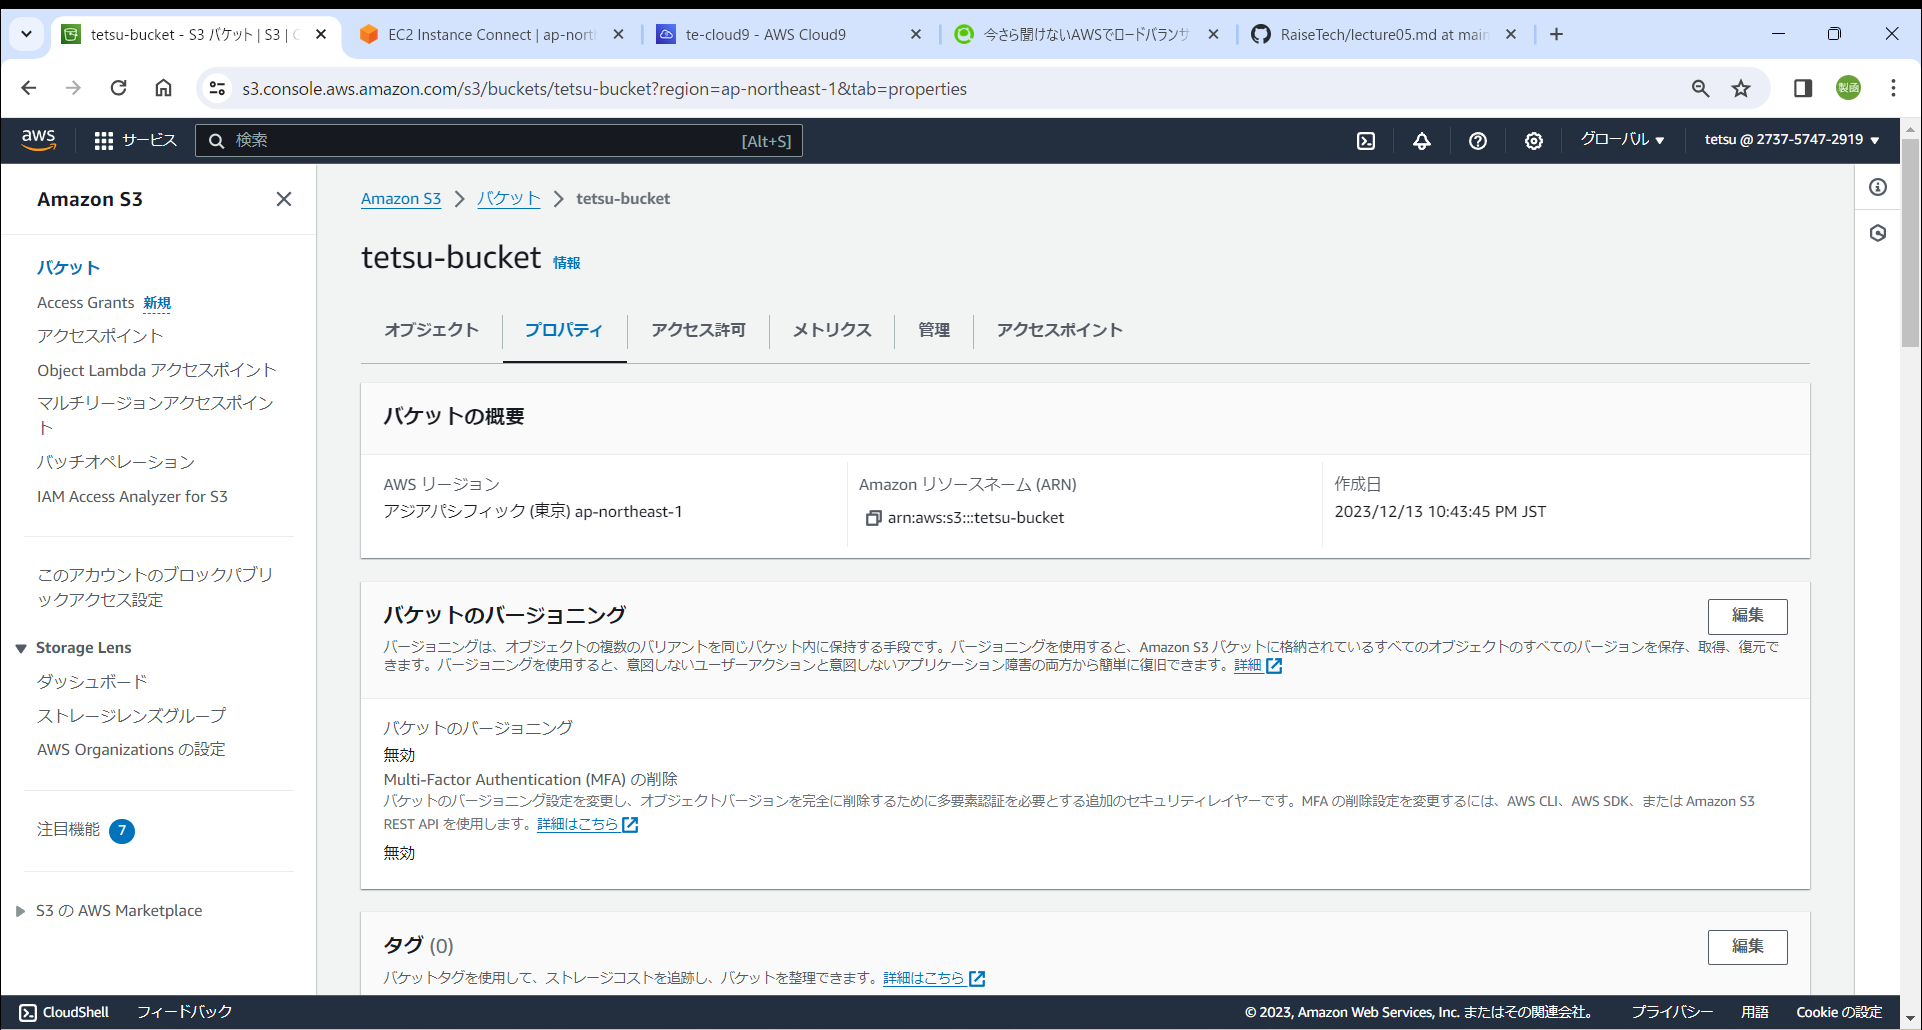 tetsu-bucket - S3 バケット | S3 | 
EC2 Instance Connect | ap-nort
te-cloud9 - AWS Cloud9
今さら聞けないAWSでロードバランサ
RaiseTech/lecture05.md at main
s3.console.aws.amazon.com/s3/buckets/tetsu-bucket?region=ap-northeast-1&tab=properties
製函
aws
サービス
検索
[Alt+S]
グローバル
tetsu @ 2737-5747-2919
Amazon S3
バケット
Access Grants 新規
アクセスポイント
Object Lambda アクセスポイント
マルチリージョンアクセスポイン
ト
バッチオペレーション
IAM Access Analyzer for S3
このアカウントのブロックパブリ
ックアクセス設定
Storage Lens
ダッシュボード
ストレージレンズグループ
AWS Organizations の設定
注目機能 7
S3 の AWS Marketplace
Amazon S3
バケット
tetsu-bucket
tetsu-bucket 情報
オブジェクト
プロパティ
アクセス許可
メトリクス
管理
アクセスポイント
バケットの概要
AWS リージョン
アジアパシフィック (東京) ap-northeast-1
Amazon リソースネーム (ARN)
arn:aws:s3:::tetsu-bucket
作成日
2023/12/13 10:43:45 PM JST
バケットのバージョニング
編集
バージョニングは、オブジェクトの複数のバリアントを同じバケット内に保持する手段です。バージョニングを使用すると、Amazon S3 バケットに格納されているすべてのオブジェクトのすべてのバージョンを保存、取得、復元で
きます。バージョニングを使用すると、意図しないユーザーアクションと意図しないアプリケーション障害の両方から簡単に復旧できます。詳細
バケットのバージョニング
無効
Multi-Factor Authentication (MFA) の削除
バケットのバージョニング設定を変更し、オブジェクトバージョンを完全に削除するために多要素認証を必要とする追加のセキュリティレイヤーです。MFA の削除設定を変更するには、AWS CLI、AWS SDK、または Amazon S3
REST API を使用します。詳細はこちら
無効
タグ (0)
編集
バケットタグを使用して、ストレージコストを追跡し、バケットを整理できます。詳細はこちら
CloudShell
フィードバック
© 2023, Amazon Web Services, Inc. またはその関連会社。
プライバシー
用語
Cookie の設定